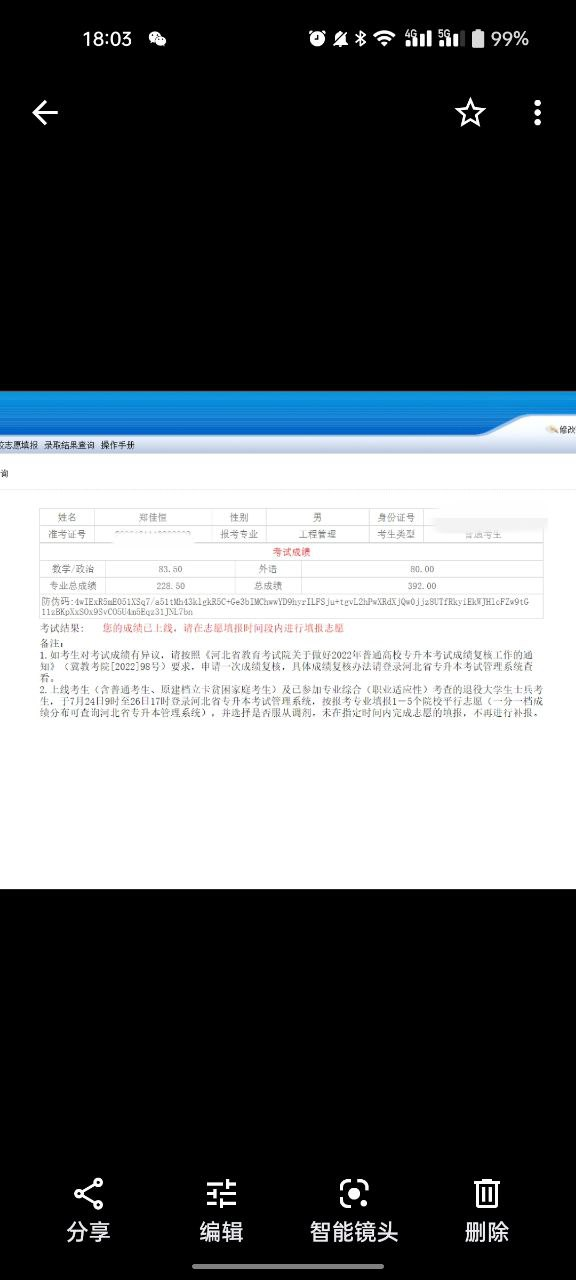 18:03
4G
5G
99%
修改
校志愿填报 录取结果查询 操作手册
询
姓名 郑佳恒 性别 男 身份证号
准考证号 报考专业 工程管理 考生类型 普通考生
考试成绩
数学/政治 83.50 外语 80.00
专业总成绩 228.50 总成绩 392.00
考试结果: 您的成绩已上线,请在志愿填报时间段内进行填报志愿
备注:
1.如考生对考试成绩有异议,请按照《河北省教育考试院关于做好2022年普通高校专升本考试成绩复核工作的通
知》(冀教考院[2022]98号)要求,申请一次成绩复核,具体成绩复核办法请登录河北省专升本考试管理系统查
看。
2.上线考生(含普通考生、原建档立卡贫困家庭考生)及已参加专业综合(职业适应性)考查的退役大学生士兵考
生,于7月24日9时至26日17时登录河北省专升本考试管理系统,按报考专业填报1-5个院校平行志愿(一分一档成
绩分布可查询河北省专升本管理系统),并选择是否服从调剂,未在指定时间内完成志愿的填报,不再进行补报。
分享 编辑 智能镜头 删除